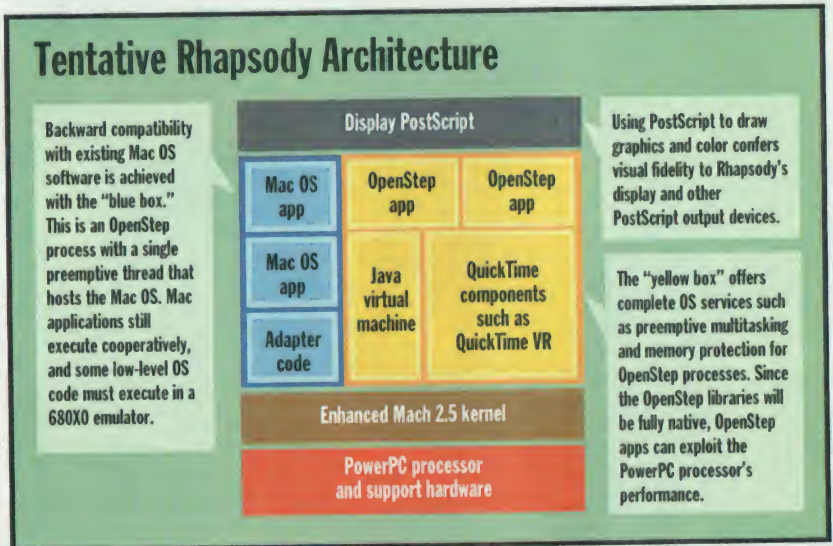 Tentative Rhapsody Architecture
Backward compatibility
with existing Mac OS
software is achieved
with the “blue box.”
This is an OpenStep
process with a single
preemptive thread that
hosts the Mac OS. Mac
applications still
execute cooperatively,
and some low-level OS
code must execute in a
680X0 emulator.
Display PostScript
Mac OS
app
OpenStep
app
OpenStep
app
Mac OS
app
Java
virtual
machine
QuickTime
components
such as
QuickTime VR
Adapter
code
Enhanced Mach 2.5 kernel
PowerPC processor
and support hardware
Using PostScript to draw
graphics and color confers
visual fidelity to Rhapsody’s
display and other
PostScript output devices.
The “yellow box” offers
complete OS services such
as preemptive multitasking
and memory protection for
OpenStep processes. Since
the OpenStep libraries will
be fully native, OpenStep
apps can exploit the
PowerPC processor’s
performance.